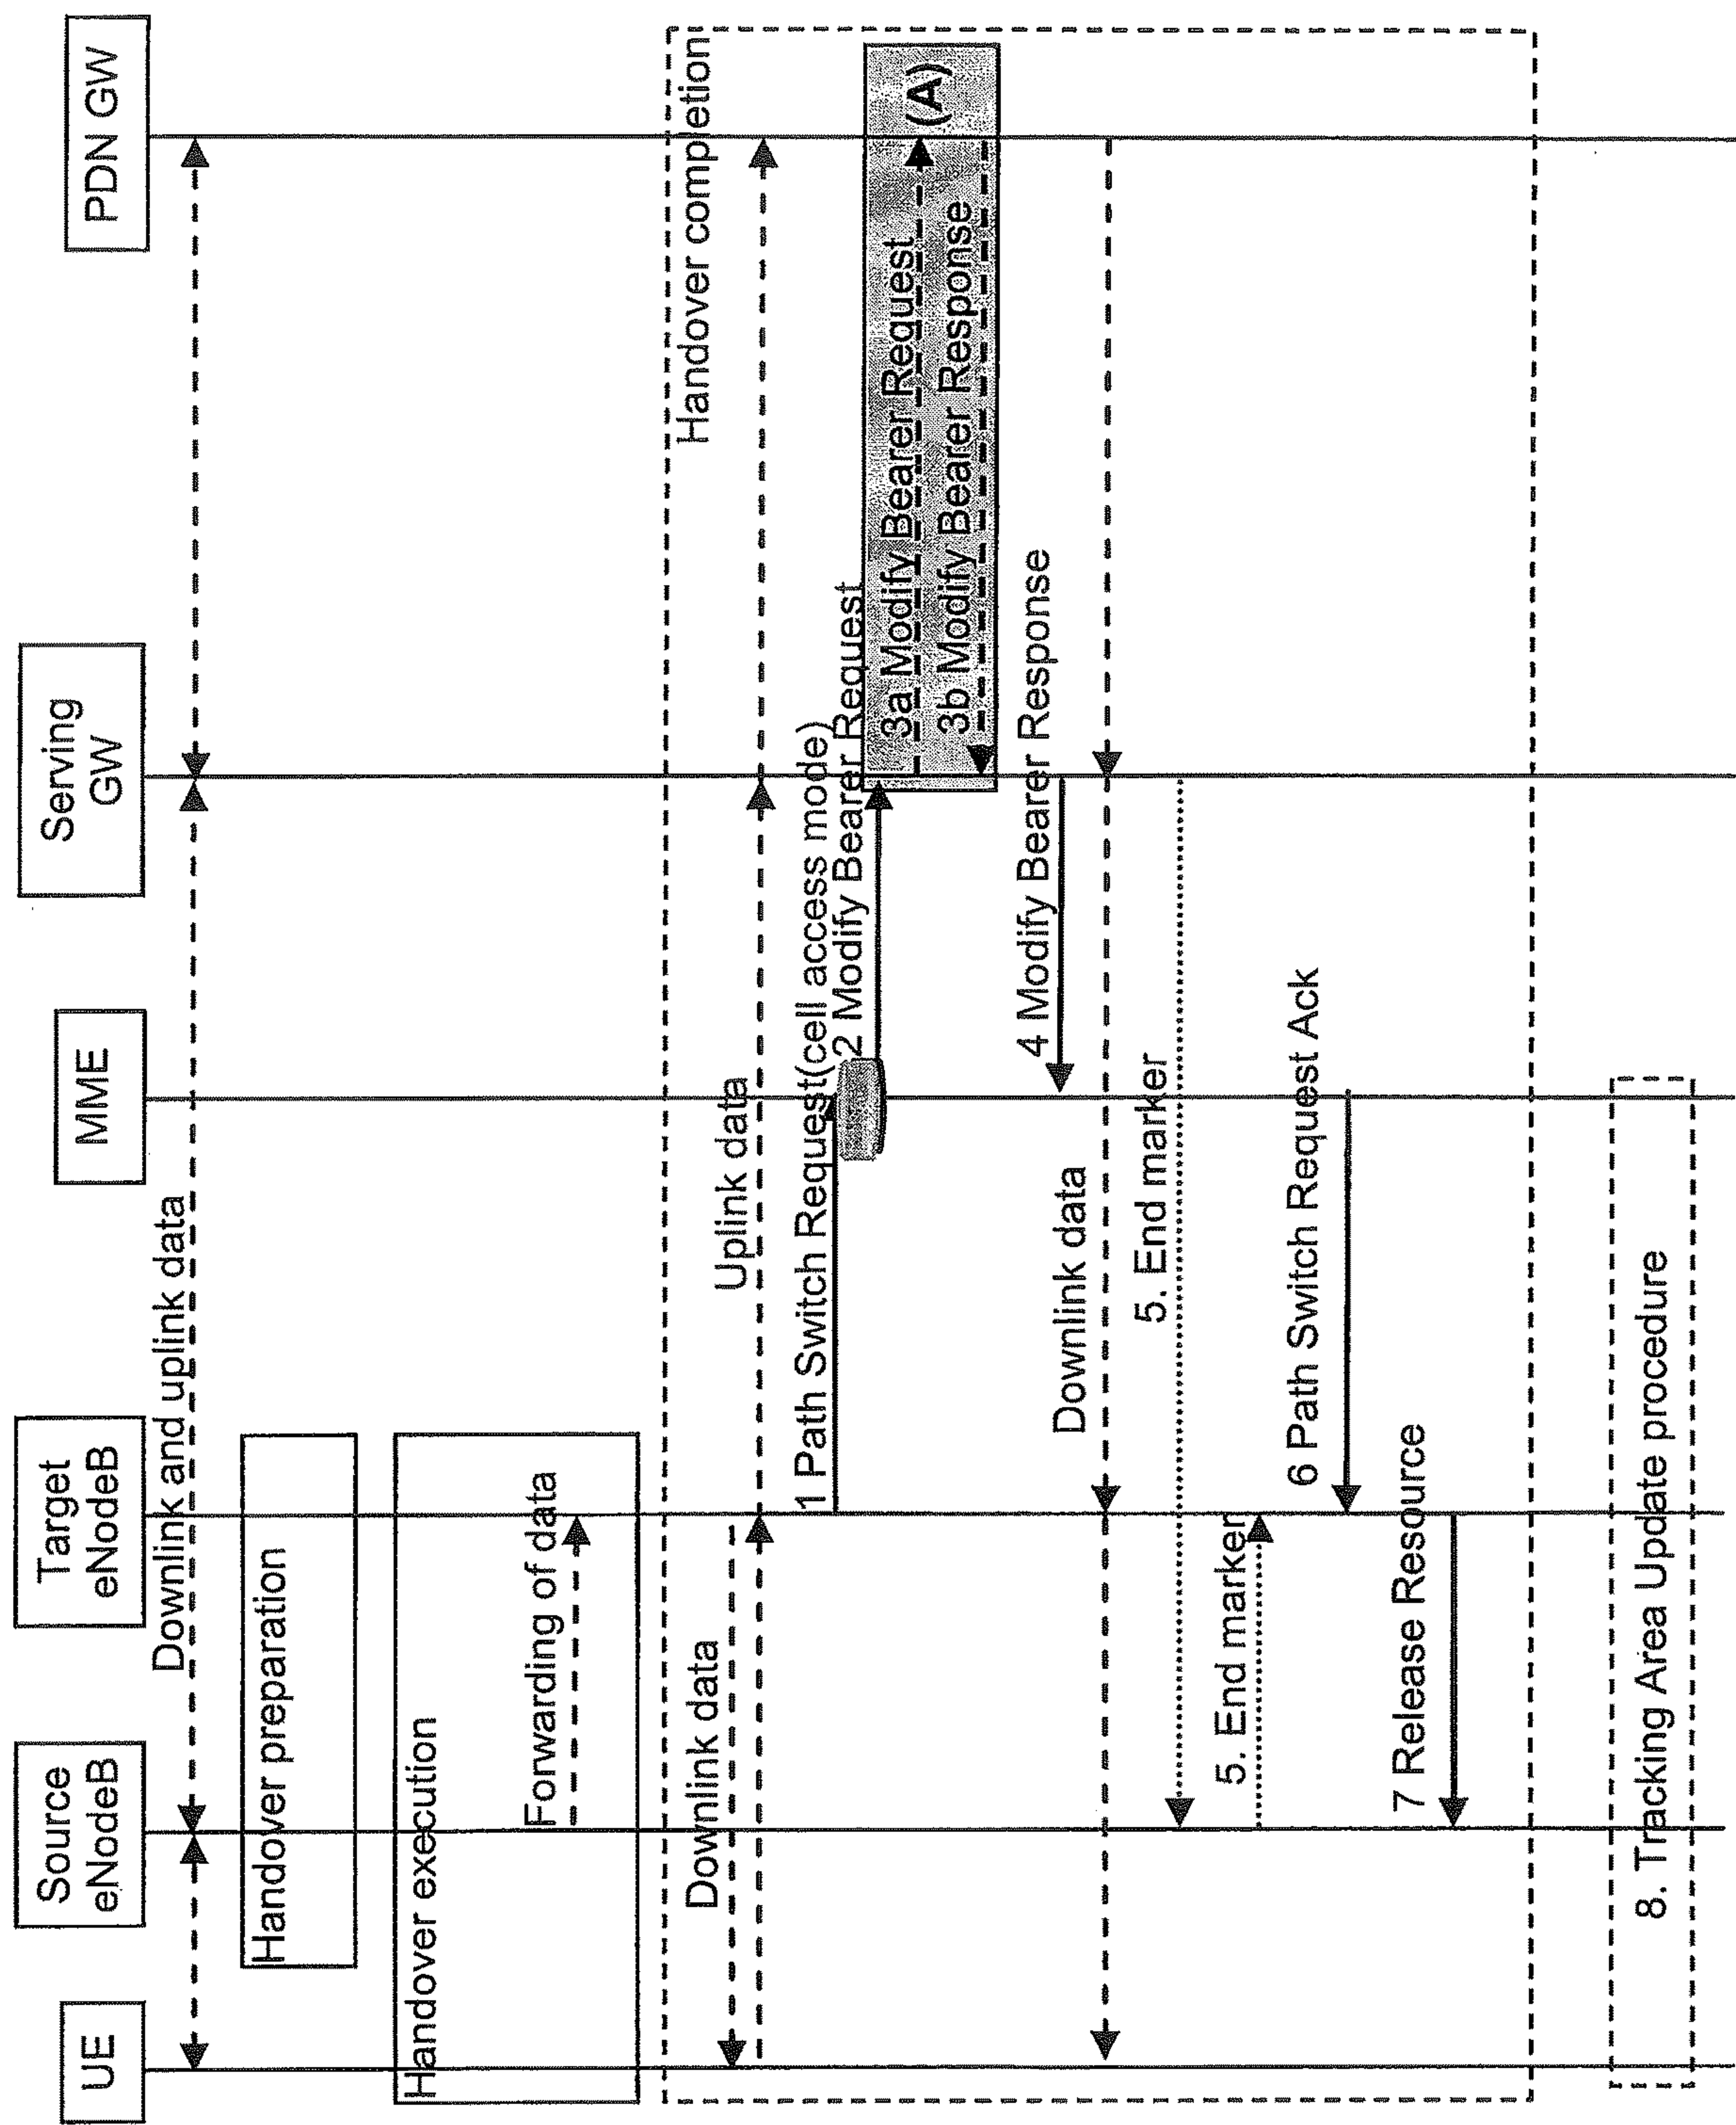 UE
Source
eNodeB
Target
eNodeB
MME
Serving
GW
PDN GW
Downlink and uplink data
Handover preparation
Handover execution
Forwarding of data
Handover completion
Downlink data
Uplink data
1 Path Switch Request(cell access mode)
2 Modify Bearer Request
3a Modify Bearer Request
(A)
3b Modify Bearer Response
4 Modify Bearer Response
Downlink data
5. End marker
5. End marker
6 Path Switch Request Ack
7 Release Resource
8. Tracking Area Update procedure